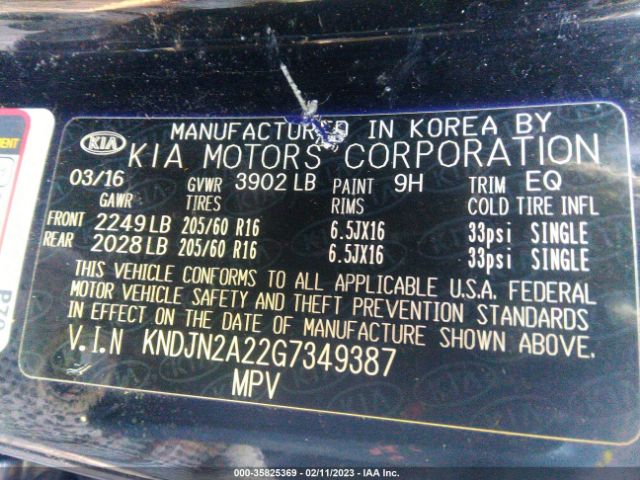 MANUFACTURED IN KOREA BY
KIA KIA MOTORS CORPORATION
03/16 GVWR 3902 LB PAINT 9H TRIM EQ
GAWR TIRES RIMS COLD TIRE INFL
FRONT 2249 LB 205/60 R16 6.5JX16 33psi SINGLE
REAR 2028 LB 205/60 R16 6.5JX16 33psi SINGLE
THIS VEHICLE CONFORMS TO ALL APPLICABLE U.S.A. FEDERAL
MOTOR VEHICLE SAFETY AND THEFT PREVENTION STANDARDS
IN EFFECT ON THE DATE OF MANUFACTURE SHOWN ABOVE.
V.I.N KNDJN2A22G7349387
MPV
000-35825369 - 02/11/2023 - IAA Inc.